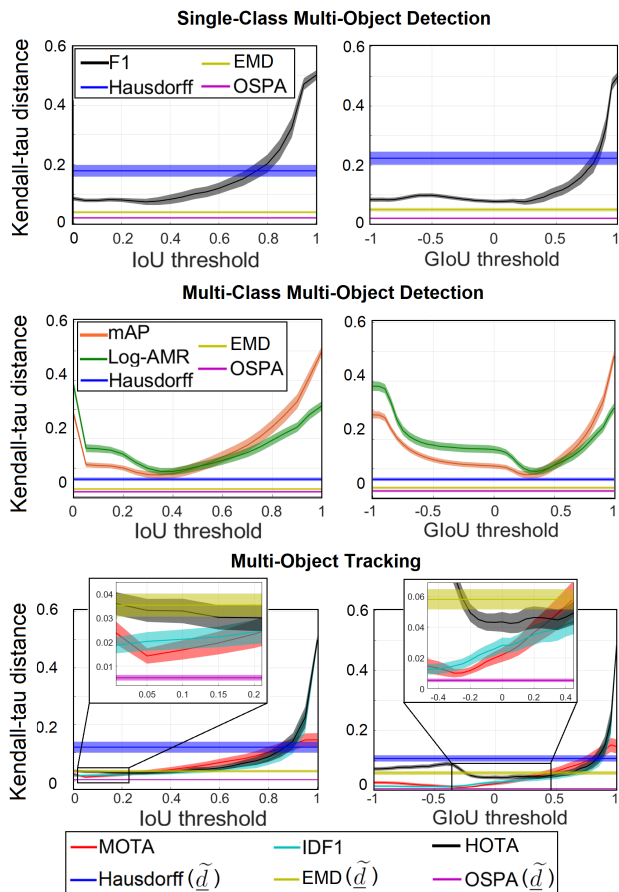 Single-Class Multi-Object Detection
Kendall-tau distance
0.6
0.4
0.2
0
F1
Hausdorff
EMD
OSPA
0 0.2 0.4 0.6 0.8 1
IoU threshold
0.6
0.4
0.2
0
-1 -0.5 0 0.5 1
GIoU threshold
Multi-Class Multi-Object Detection
Kendall-tau distance
0.6
0.4
0.2
0
mAP
Log-AMR
Hausdorff
EMD
OSPA
0 0.2 0.4 0.6 0.8 1
IoU threshold
0.6
0.4
0.2
0
-1 -0.5 0 0.5 1
GIoU threshold
Multi-Object Tracking
Kendall-tau distance
0.6
0.4
0.2
0
0.04
0.03
0.02
0.01
0.05 0.1 0.15 0.2
0 0.2 0.4 0.6 0.8 1
IoU threshold
0.6
0.4
0.2
0
0.06
0.04
0.02
0
-0.4 -0.2 0 0.2 0.4
-1 -0.5 0 0.5 1
GIoU threshold
MOTA IDF1 HOTA
Hausdorff(d̲̃) EMD(d̲̃) OSPA(d̲̃)